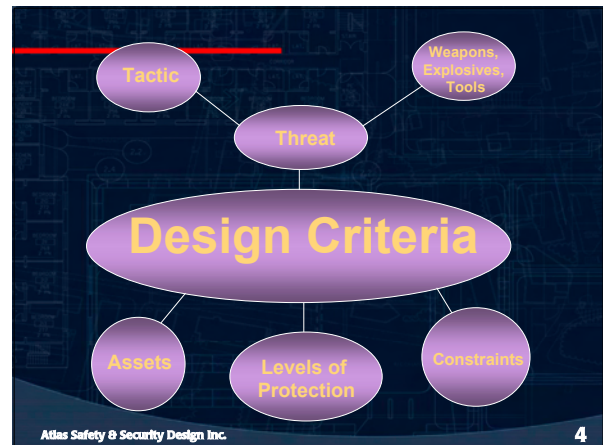 Tactic
Weapons,
Explosives,
Tools
Threat
Design Criteria
Assets
Levels of
Protection
Constraints
Atlas Safety & Security Design Inc.
4